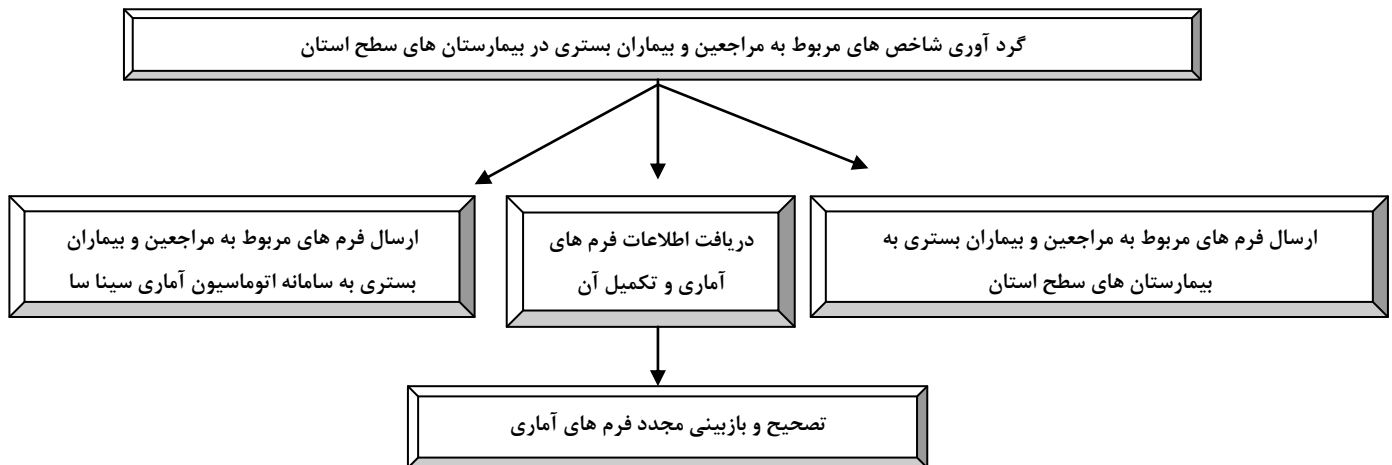 گرد آوری شاخص های مربوط به مراجعین و بیماران بستری در بیمارستان های سطح استان
ارسال فرم های مربوط به مراجعین و بیماران بستری به
بیمارستان های سطح استان
دریافت اطلاعات فرم های
آماری و تکمیل آن
ارسال فرم های مربوط به مراجعین و بیماران
بستری به سامانه اتوماسیون آماری سینا سا
تصحیح و بازبینی مجدد فرم های آماری